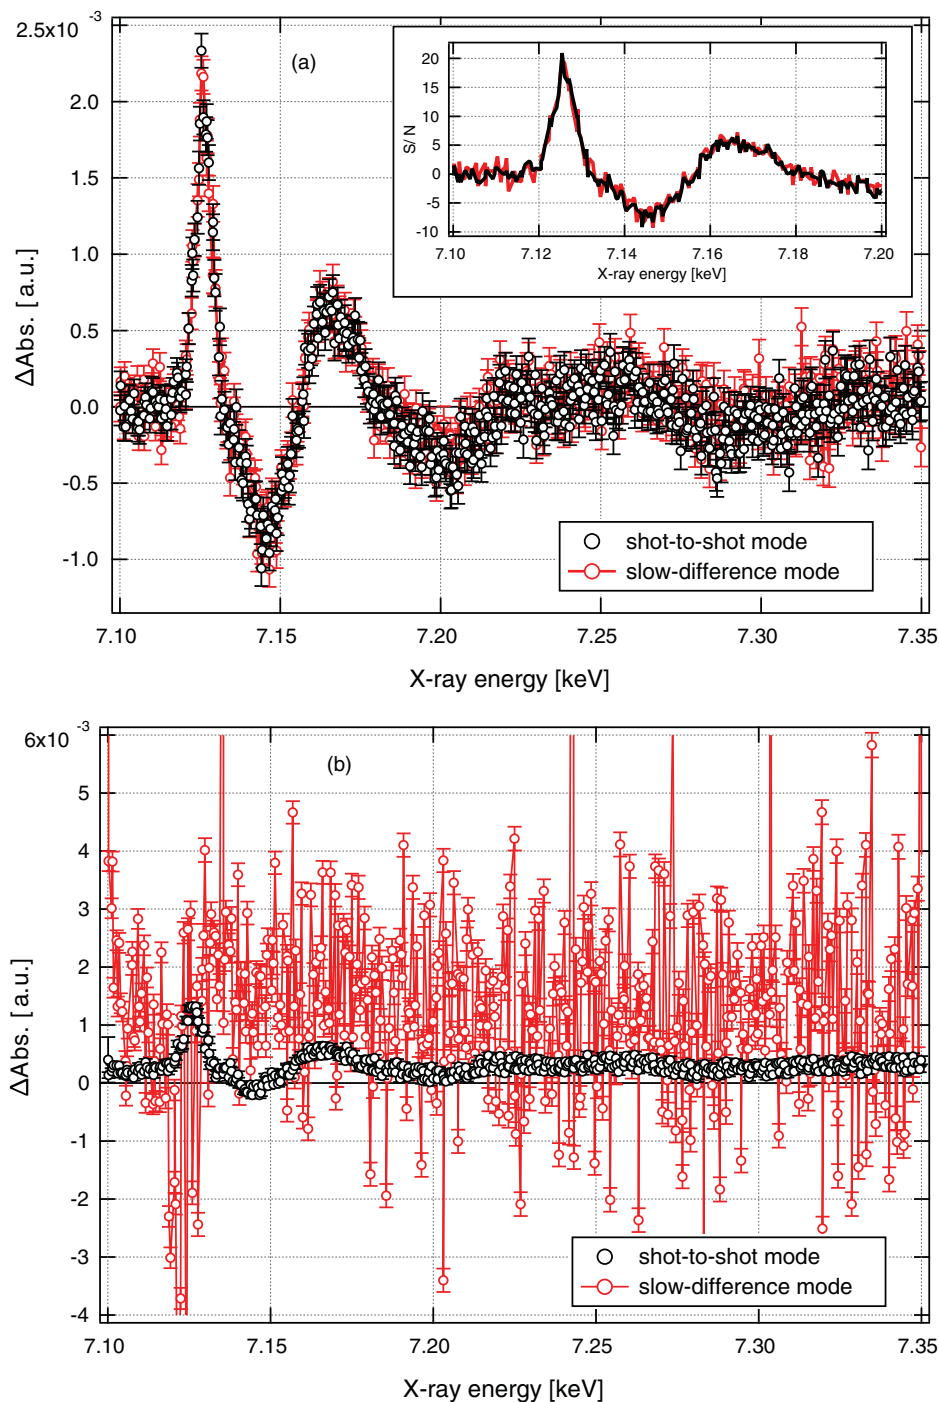 2.5x10 -3
(a)
2.0
1.5
1.0
0.5
0.0
-0.5
-1.0
ΔAbs. [ a.u.]
20
15
10
5
0
-5
-10
S/ N
7.10 7.12 7.14 7.16 7.18 7.20
X-ray energy [keV]
shot-to-shot mode
slow-difference mode
7.10 7.15 7.20 7.25 7.30 7.35
X-ray energy [keV]
6x10 -3
(b)
5
4
3
2
1
0
-1
-2
-3
-4
ΔAbs. [ a.u.]
shot-to-shot mode
slow-difference mode
7.10 7.15 7.20 7.25 7.30 7.35
X-ray energy [keV]